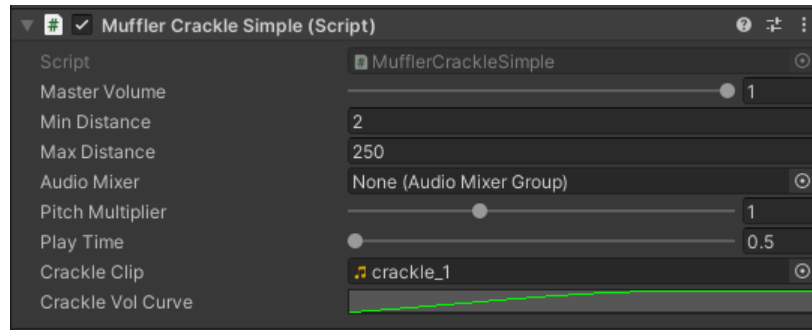 Muffler Crackle Simple (Script)
Script MufflerCrackleSimple
Master Volume 1
Min Distance 2
Max Distance 250
Audio Mixer None (Audio Mixer Group)
Pitch Multiplier 1
Play Time 0.5
Crackle Clip crackle_1
Crackle Vol Curve